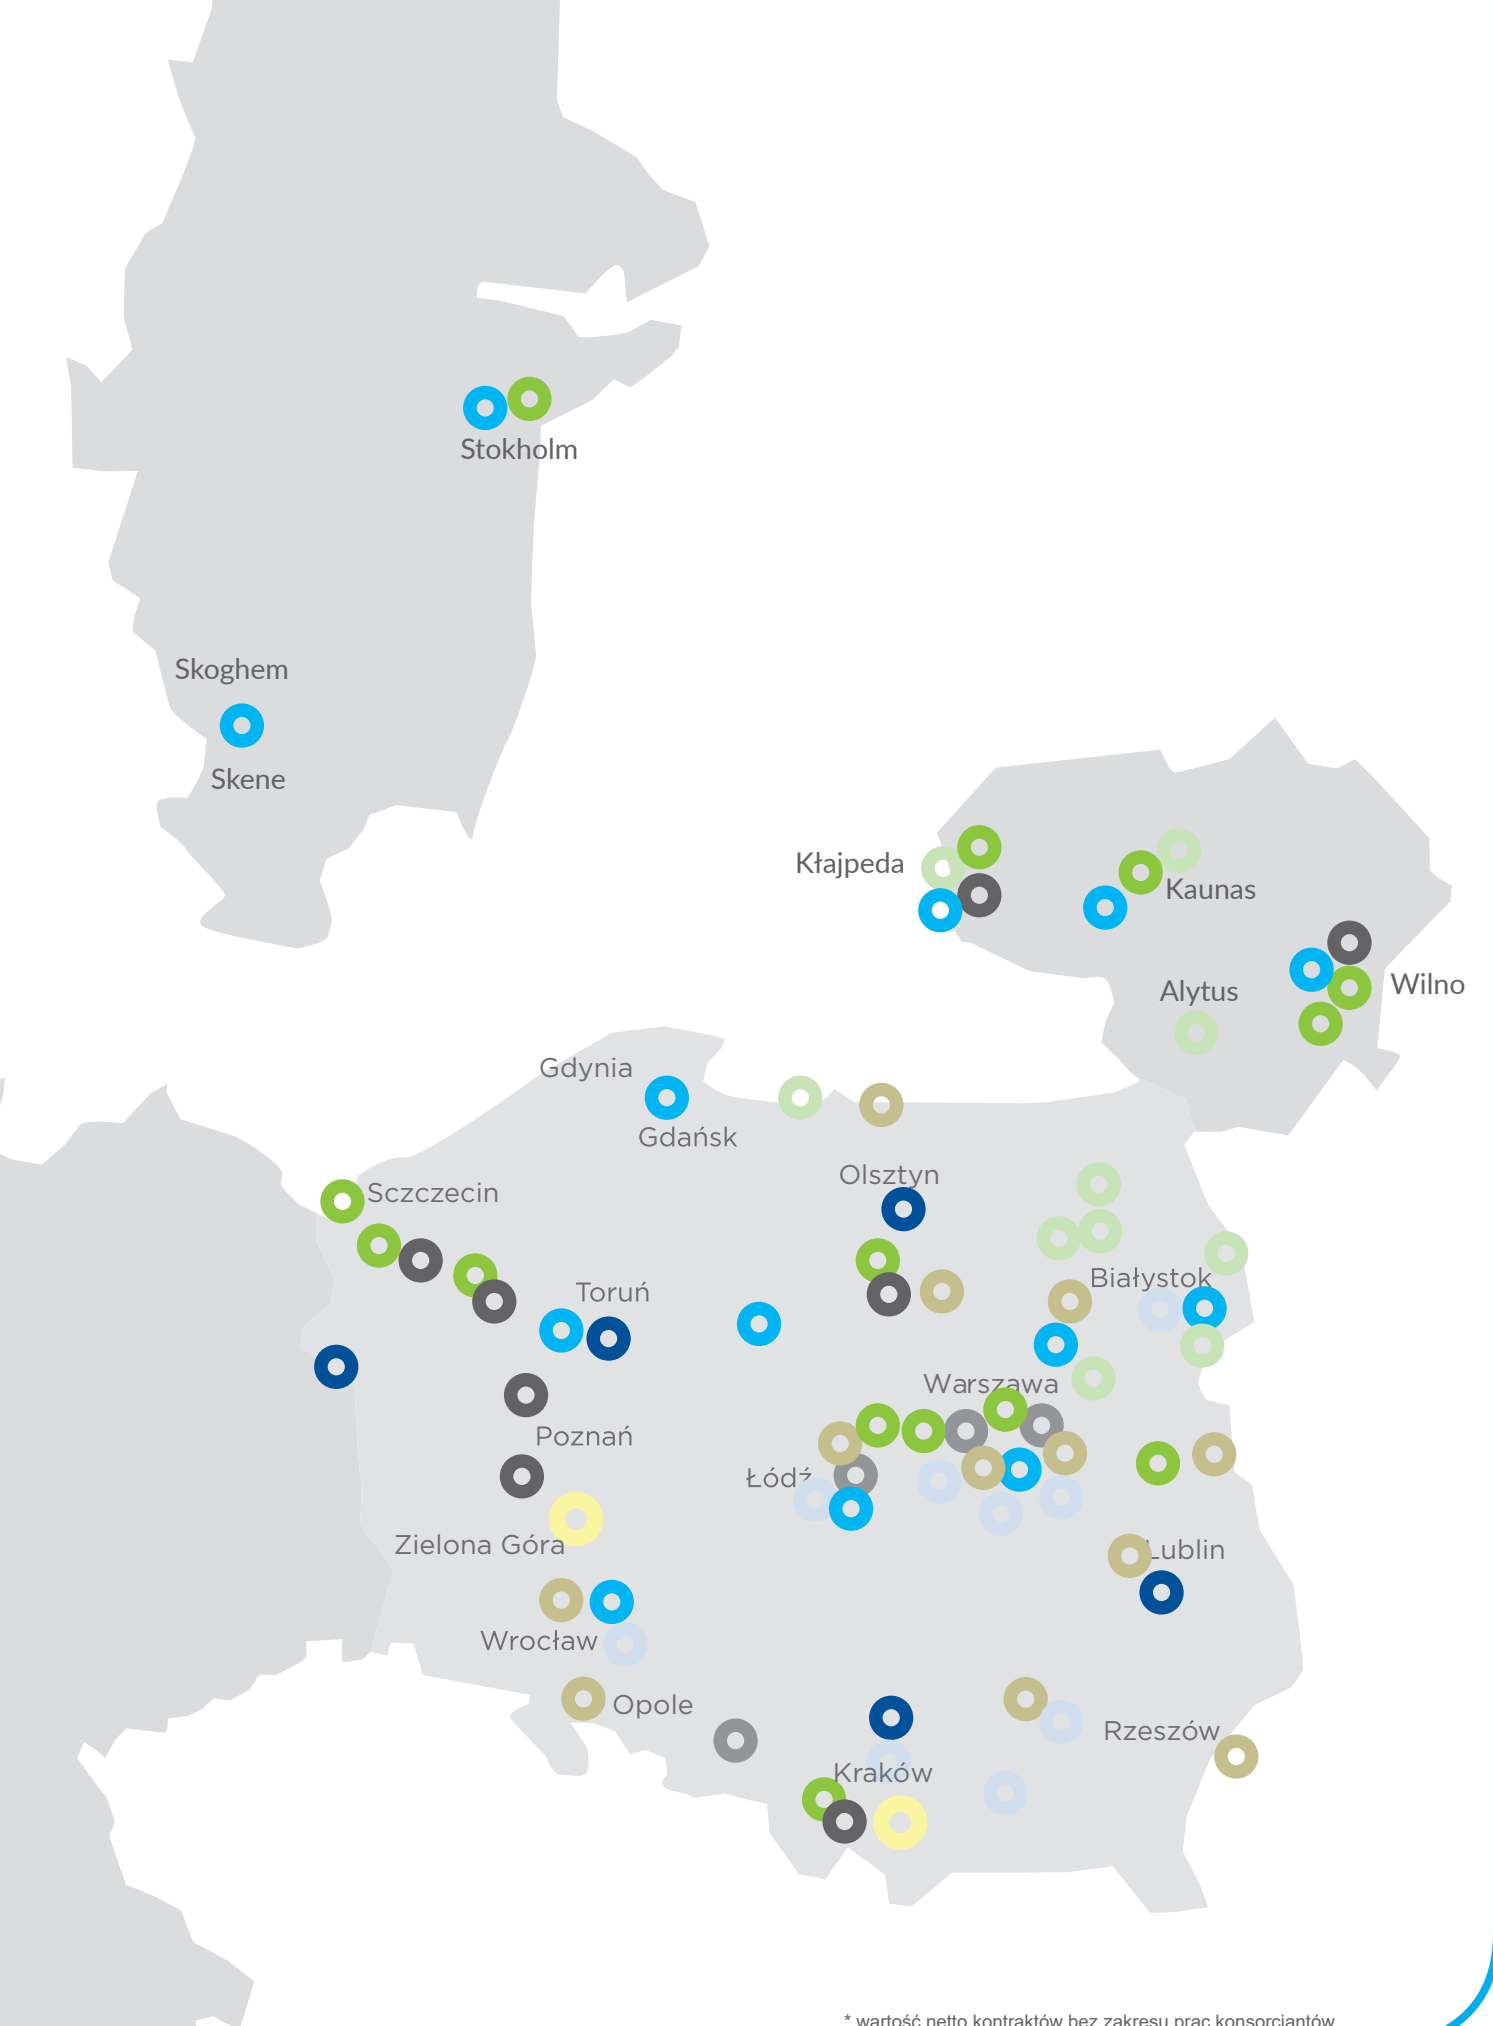 Stokholm
Skoghem
Skene
Kłajpeda
Kaunas
Wilno
Alytus
Gdynia
Gdańsk
Olsztyn
Sczczecin
Białystok
Toruń
Warszawa
Poznań
Łódź
Zielona Góra
Lublin
Wrocław
Opole
Rzeszów
Kraków
* wartość netto kontraktów bez zakresu prac konsorcjantów